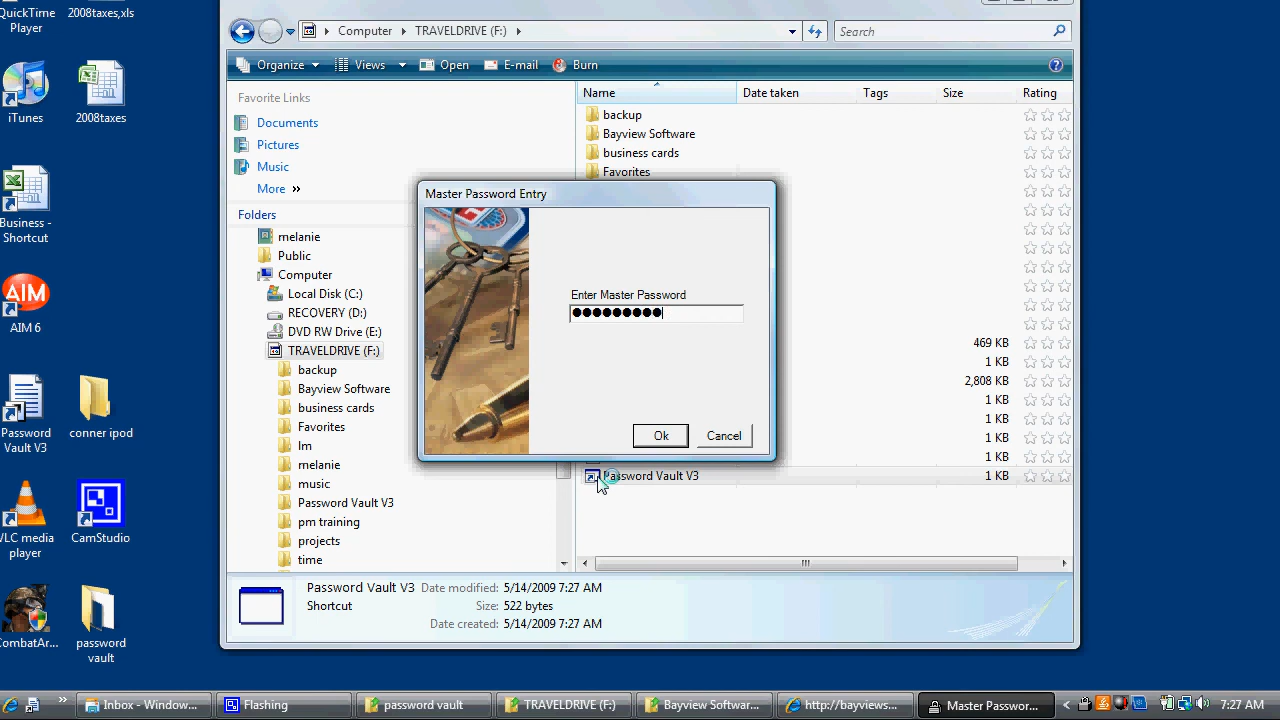 QuickTime
Player
2008taxes,xls
iTunes
2008taxes
Business -
Shortcut
AIM 6
Password
Vault V3
conner ipod
VLC media
player
CamStudio
CombatAr...
password
vault
Computer
TRAVELDRIVE (F:)
Search
Organize
Views
Open
E-mail
Burn
Favorite Links
Documents
Pictures
Music
More »
Folders
melanie
Public
Computer
Local Disk (C:)
RECOVERY (D:)
DVD RW Drive (E:)
TRAVELDRIVE (F:)
backup
Bayview Software
business cards
Favorites
lm
melanie
music
Password Vault V3
pm training
projects
time
Name Date taken Tags Size Rating
backup
Bayview Software
business cards
Favorites
469 KB
1 KB
2,808 KB
1 KB
1 KB
1 KB
1 KB
Password Vault V3 1 KB
Master Password Entry
Enter Master Password
Ok Cancel
Password Vault V3 Date modified: 5/14/2009 7:27 AM
Shortcut Size: 522 bytes
Date created: 5/14/2009 7:27 AM
Inbox - Window... Flashing password vault TRAVELDRIVE (F:) Bayview Softwar... http://bayviews... Master Passwor... 7:27 AM